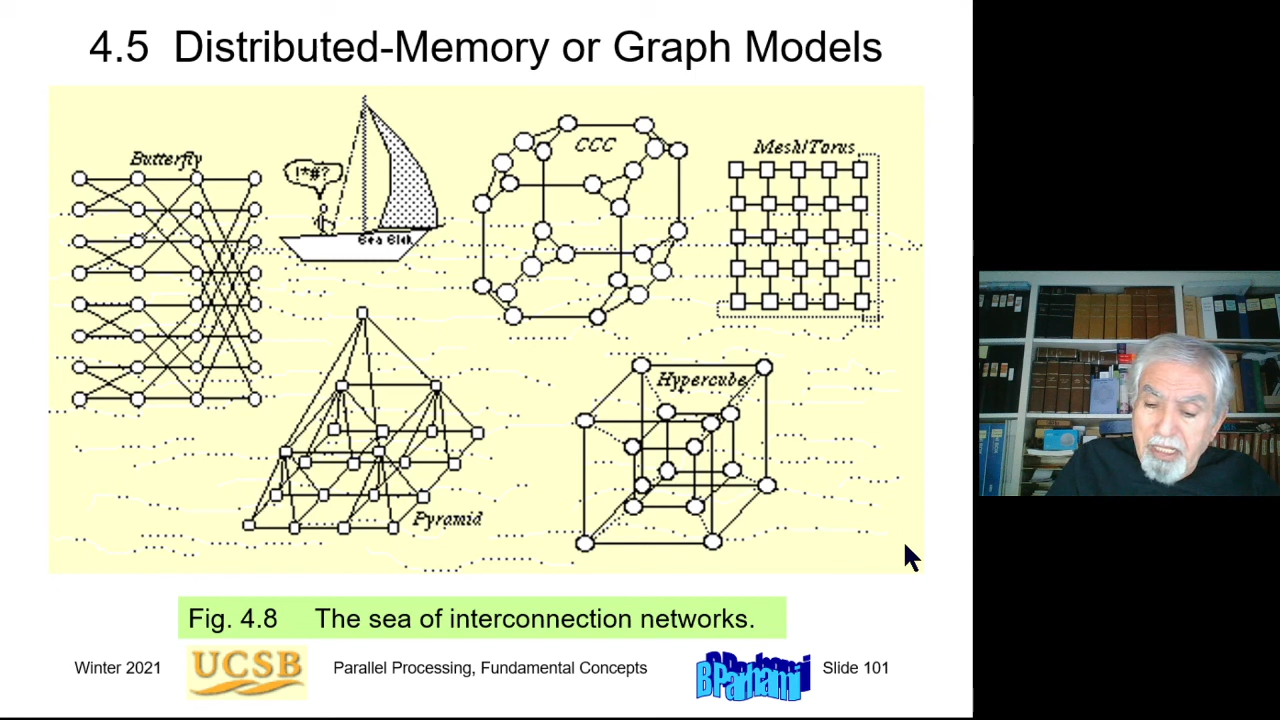 4.5 Distributed-Memory or Graph Models
Butterfly
!*#?
Sea Sick
CCC
Mesh/Torus
Pyramid
Hypercube
Fig. 4.8 The sea of interconnection networks.
Winter 2021
UCSB
Parallel Processing, Fundamental Concepts
B Parhami
Slide 101